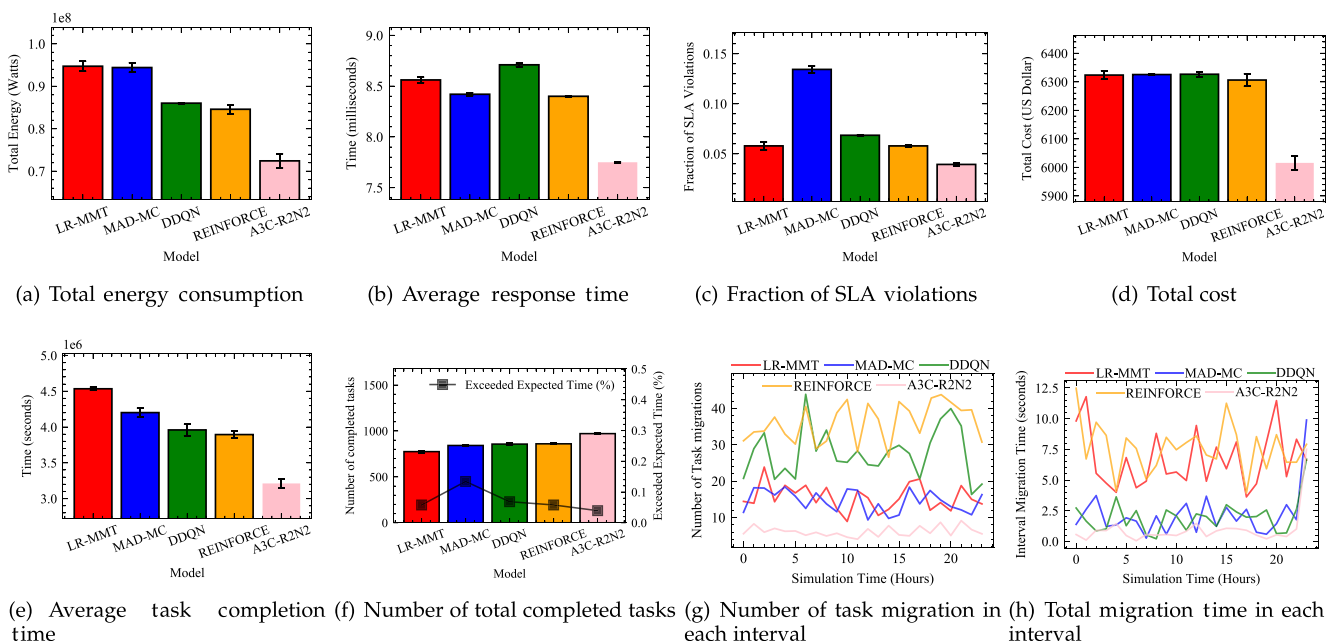 1e8
1.0
0.9
0.8
0.7
Total Energy (Watts)
LR-MMT
MAD-MC
DDQN
REINFORCE
A3C-R2N2
Model
(a) Total energy consumption
9.0
8.5
8.0
7.5
Time (milliseconds)
LR-MMT
MAD-MC
DDQN
REINFORCE
A3C-R2N2
Model
(b) Average response time
0.15
0.10
0.05
Fraction of SLA Violations
LR-MMT
MAD-MC
DDQN
REINFORCE
A3C-R2N2
Model
(c) Fraction of SLA violations
6400
6300
6200
6100
6000
5900
Total Cost (US Dollar)
LR-MMT
MAD-MC
DDQN
REINFORCE
A3C-R2N2
Model
(d) Total cost
1e6
5.0
4.5
4.0
3.5
3.0
Time (seconds)
LR-MMT
MAD-MC
DDQN
REINFORCE
A3C-R2N2
Model
(e) Average task completion
time
Exceeded Expected Time (%)
1500
1000
500
0
Number of completed tasks
0.5
0.4
0.3
0.2
0.1
0.0
Exceeded Expected Time (%)
LR-MMT
MAD-MC
DDQN
REINFORCE
A3C-R2N2
Model
(f) Number of total completed tasks
LR-MMT MAD-MC DDQN
REINFORCE A3C-R2N2
40
30
20
10
Number of Task migrations
0 5 10 15 20
Simulation Time (Hours)
(g) Number of task migration in
each interval
LR-MMT MAD-MC DDQN
REINFORCE A3C-R2N2
12.5
10.0
7.5
5.0
2.5
0.0
Interval Migration Time (seconds)
0 5 10 15 20
Simulation Time (Hours)
(h) Total migration time in each
interval